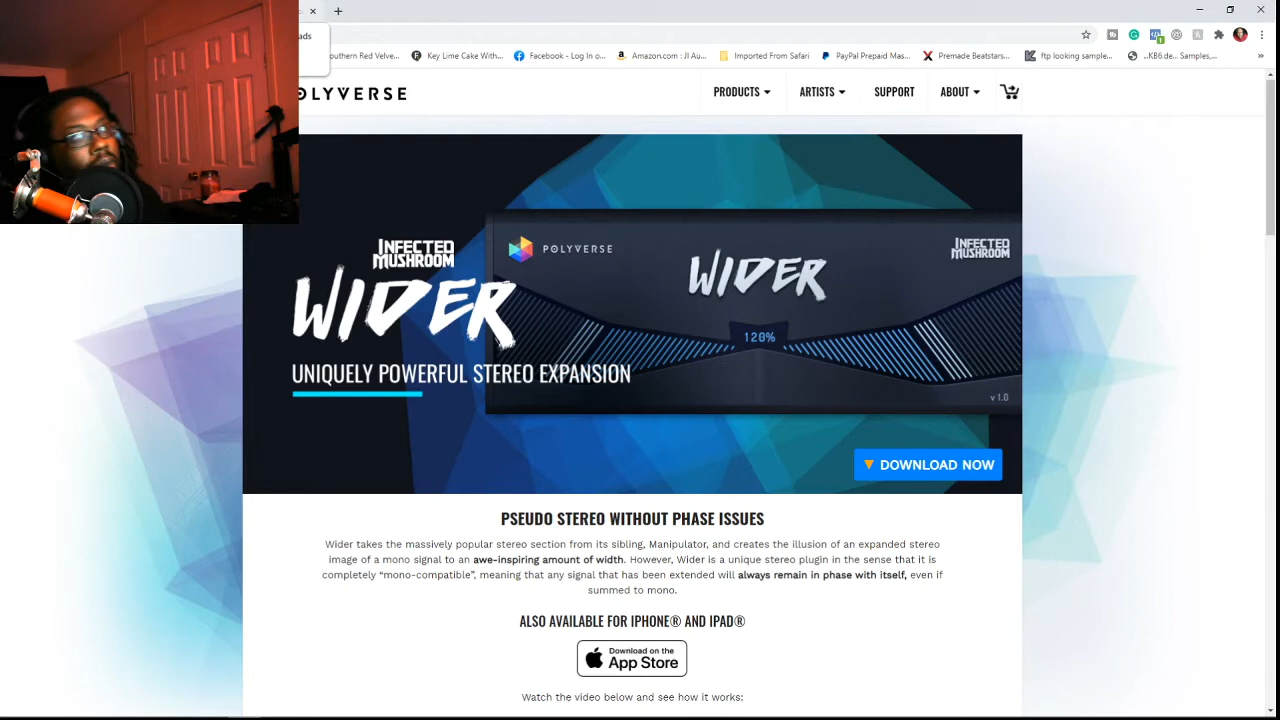 ads
outhern Red Velve...
Key Lime Cake With...
Facebook - Log In o...
Amazon.com : JI Au...
Imported From Safari
PayPal Prepaid Mas...
Premade Beatstars...
ftp looking sample...
..KB6.de... Samples,...
»
OLYVERSE
PRODUCTS
ARTISTS
SUPPORT
ABOUT
INFECTED
MUSHROOM
WIDER
UNIQUELY POWERFUL STEREO EXPANSION
POLYVERSE
WIDER
INFECTED
MUSHROOM
120%
v 1.0
DOWNLOAD NOW
PSEUDO STEREO WITHOUT PHASE ISSUES
Wider takes the massively popular stereo section from its sibling, Manipulator, and creates the illusion of an expanded stereo
image of a mono signal to an awe-inspiring amount of width. However, Wider is a unique stereo plugin in the sense that it is
completely “mono-compatible”, meaning that any signal that has been extended will always remain in phase with itself, even if
summed to mono.
ALSO AVAILABLE FOR IPHONE® AND IPAD®
Download on the
App Store
Watch the video below and see how it works: